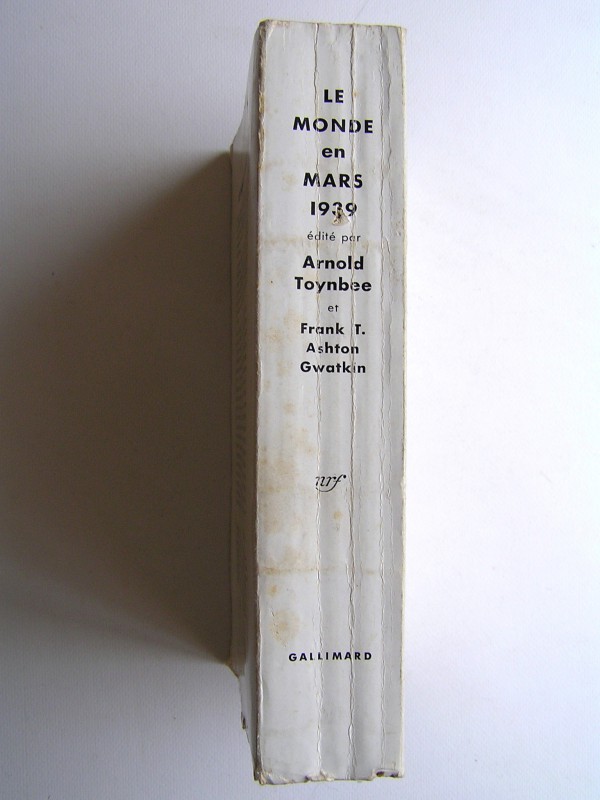 LE
MONDE
en
MARS
1939
édité par
Arnold
Toynbee
et
Frank T.
Ashton
Gwatkin
nrf
GALLIMARD